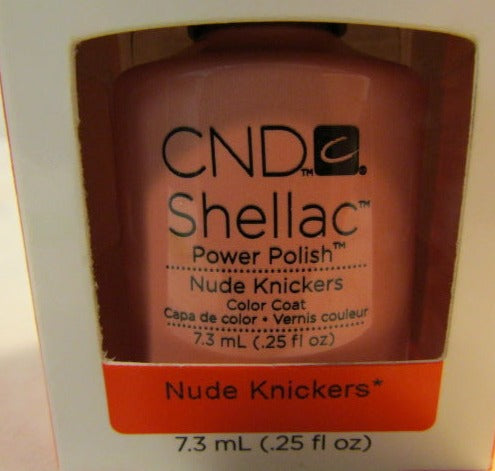 CND™ c®
Shellac™
Power Polish™
Nude Knickers
Color Coat
Capa de color • Vernis couleur
7.3 mL (.25 fl oz)
Nude Knickers*
7.3 mL (.25 fl oz)